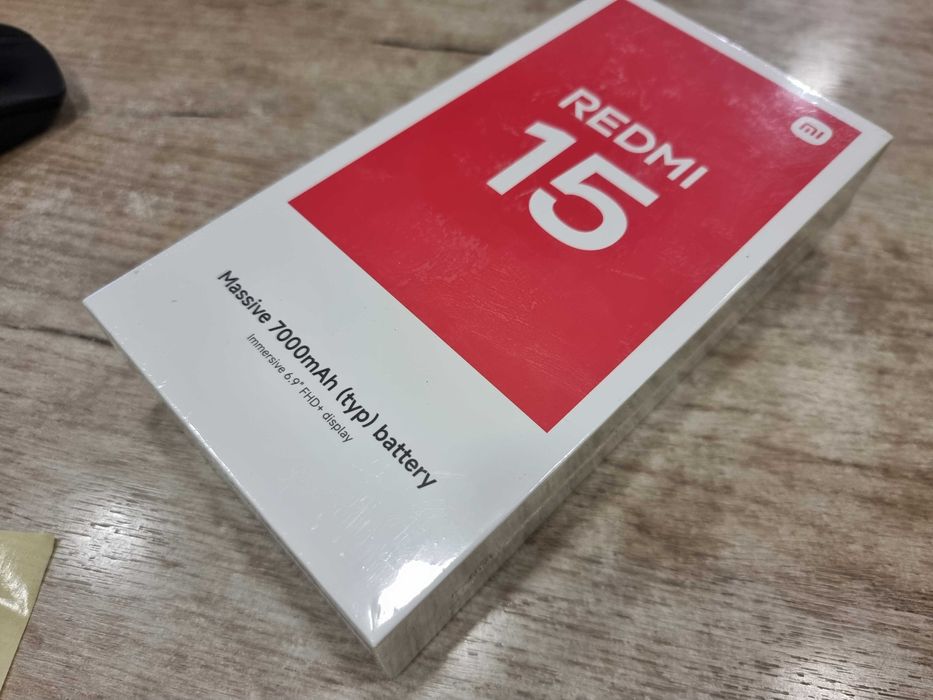 REDMI
15
mi
Massive 7000mAh (typ) battery
Immersive 6.9" FHD+ display